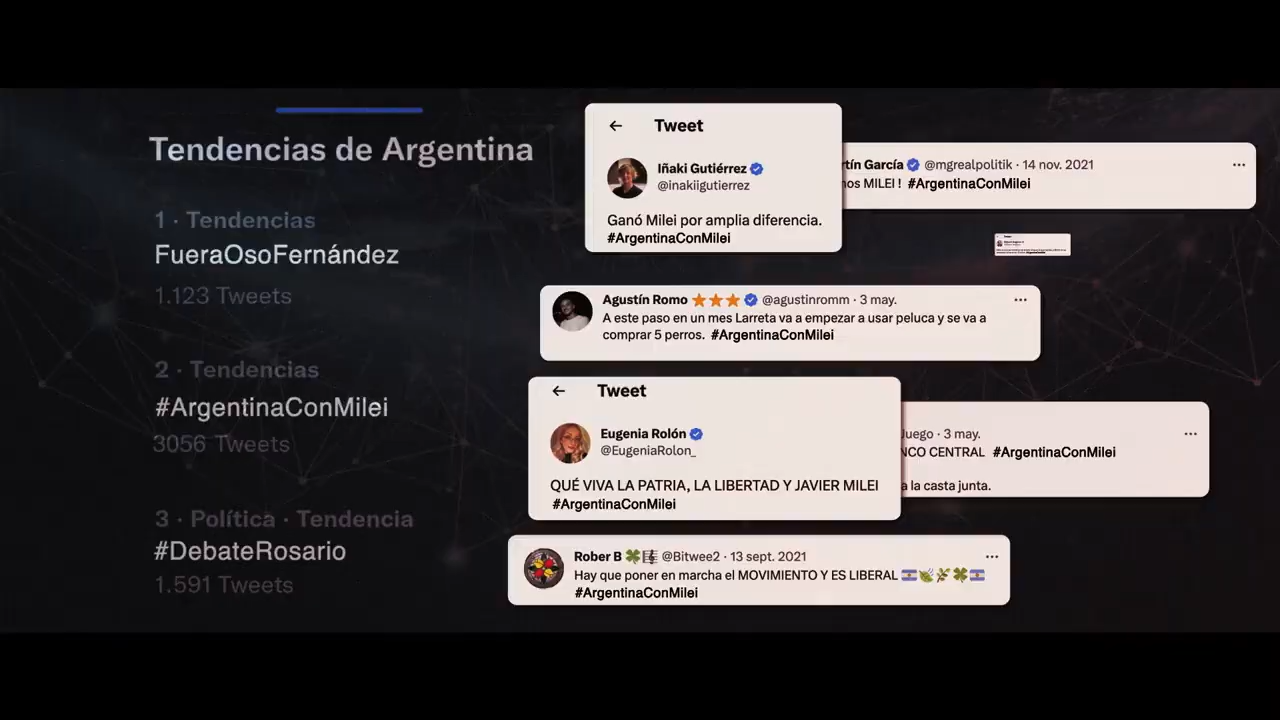 Tendencias de Argentina
1 · Tendencias
FueraOsoFernández
1.123 Tweets
2 · Tendencias
#ArgentinaConMilei
3056 Tweets
3 · Política · Tendencia
#DebateRosario
1.591 Tweets
Tweet
Iñaki Gutiérrez
@inakiigutierrez
Ganó Milei por amplia diferencia.
#ArgentinaConMilei
tín García @mgrealpolitik · 14 nov. 2021
nos MILEI ! #ArgentinaConMilei
Agustín Romo @agustinromm · 3 may.
A este paso en un mes Larreta va a empezar a usar peluca y se va a
comprar 5 perros. #ArgentinaConMilei
Tweet
Eugenia Rolón
@EugeniaRolon_
QUÉ VIVA LA PATRIA, LA LIBERTAD Y JAVIER MILEI
#ArgentinaConMilei
Juego · 3 may.
NCO CENTRAL #ArgentinaConMilei
a la casta junta.
Rober B @Bitwee2 · 13 sept. 2021
Hay que poner en marcha el MOVIMIENTO Y ES LIBERAL
#ArgentinaConMilei